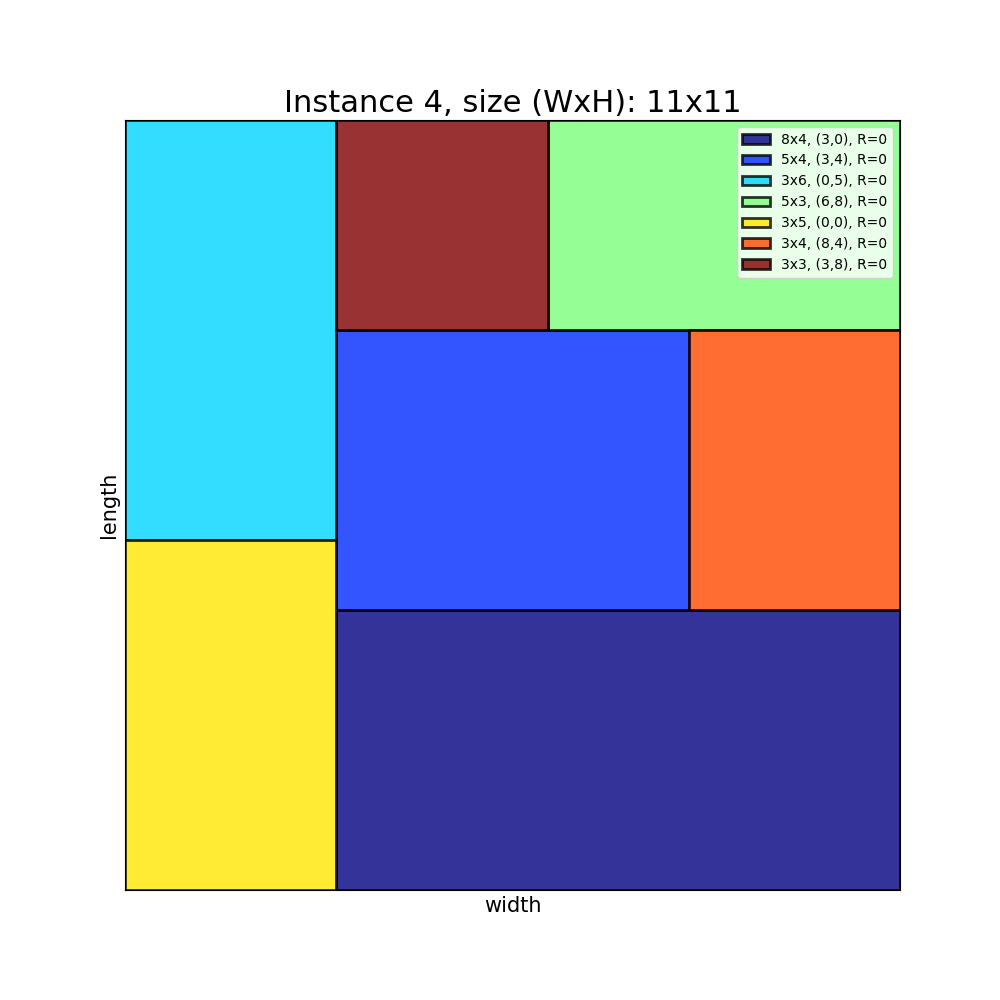 Instance 4, size (WxH): 11x11
8x4, (3,0), R=0
5x4, (3,4), R=0
3x6, (0,5), R=0
5x3, (6,8), R=0
3x5, (0,0), R=0
3x4, (8,4), R=0
3x3, (3,8), R=0
length
width